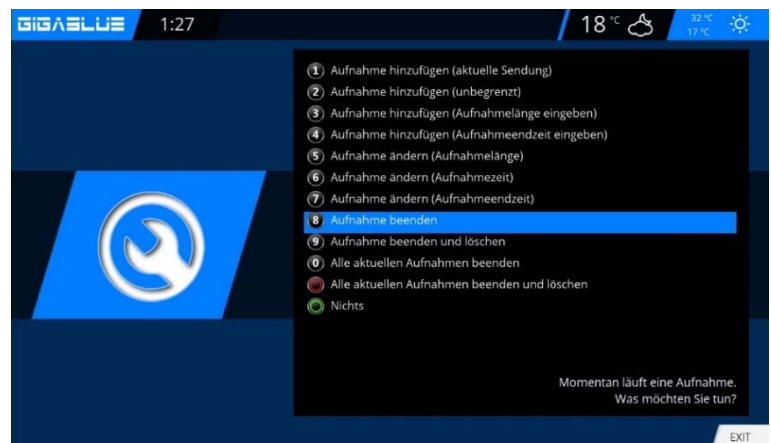 GIGABLUE 1:27 18 °C 32 °C
17 °C
1 Aufnahme hinzufügen (aktuelle Sendung)
2 Aufnahme hinzufügen (unbegrenzt)
3 Aufnahme hinzufügen (Aufnahmelänge eingeben)
4 Aufnahme hinzufügen (Aufnahmeendzeit eingeben)
5 Aufnahme ändern (Aufnahmelänge)
6 Aufnahme ändern (Aufnahmezeit)
7 Aufnahme ändern (Aufnahmeendzeit)
8 Aufnahme beenden
9 Aufnahme beenden und löschen
0 Alle aktuellen Aufnahmen beenden
Alle aktuellen Aufnahmen beenden und löschen
Nichts
Momentan läuft eine Aufnahme.
Was möchten Sie tun?
EXIT